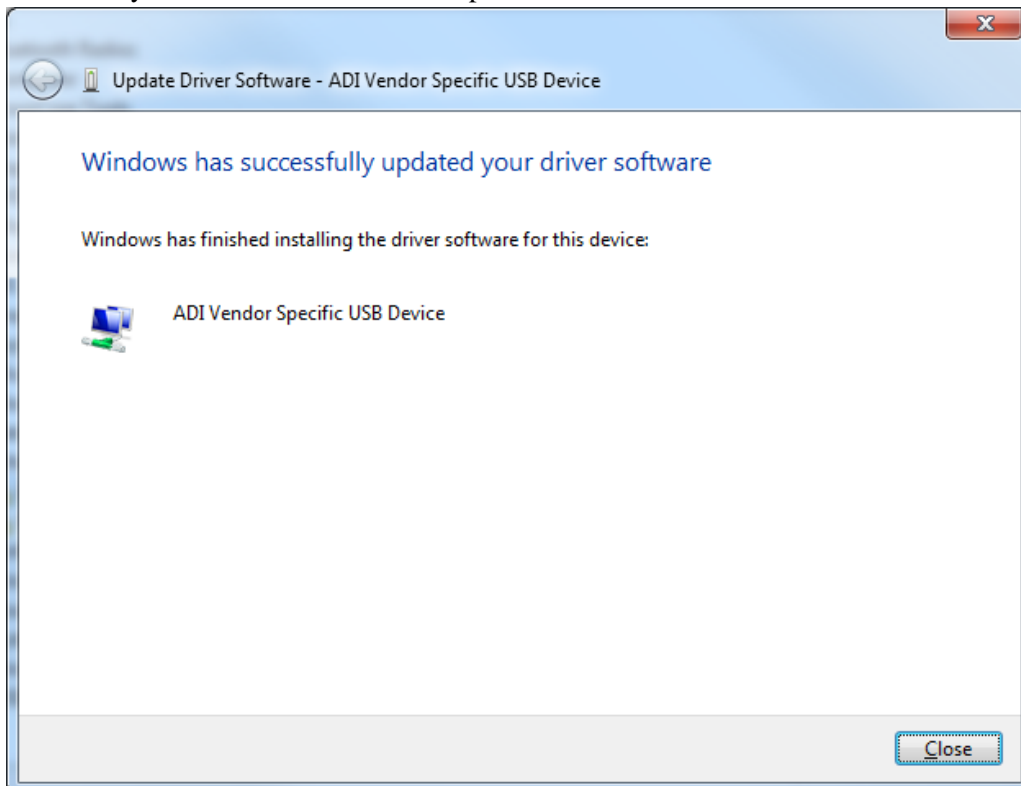 Update Driver Software - ADI Vendor Specific USB Device
Windows has successfully updated your driver software
Windows has finished installing the driver software for this device:
ADI Vendor Specific USB Device
Close